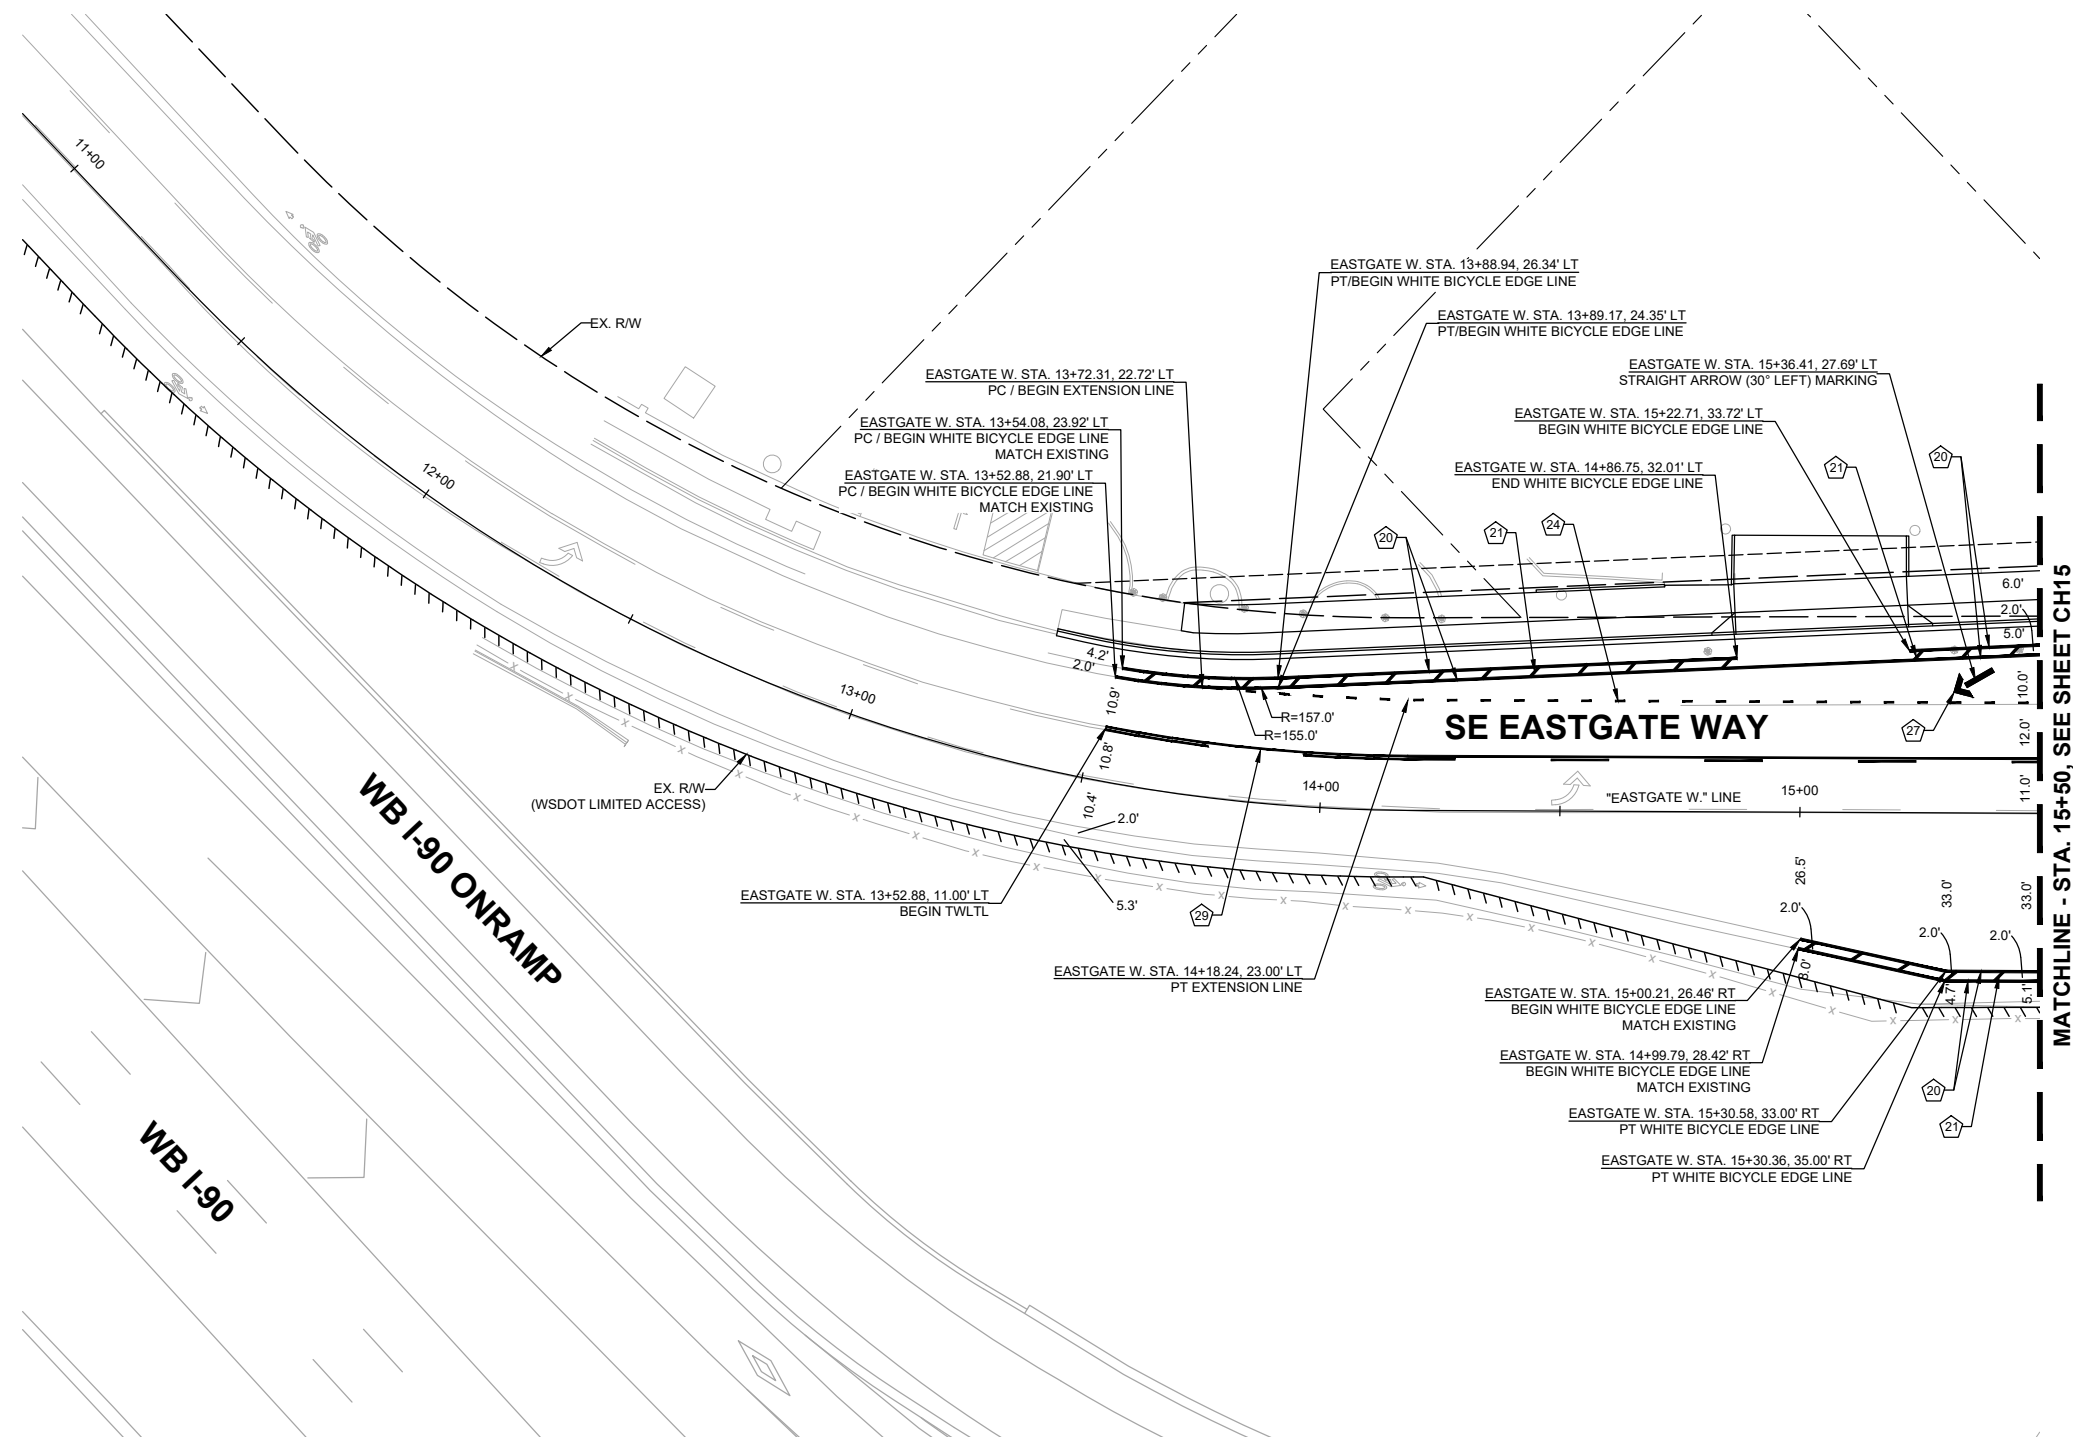 11+00
EX. R/W
12+00
EASTGATE W. STA. 13+88.94, 26.34' LT
PT/BEGIN WHITE BICYCLE EDGE LINE
EASTGATE W. STA. 13+89.17, 24.35' LT
PT/BEGIN WHITE BICYCLE EDGE LINE
EASTGATE W. STA. 13+72.31, 22.72' LT
PC / BEGIN EXTENSION LINE
EASTGATE W. STA. 15+36.41, 27.69' LT
STRAIGHT ARROW (30° LEFT) MARKING
EASTGATE W. STA. 13+54.08, 23.92' LT
PC / BEGIN WHITE BICYCLE EDGE LINE
MATCH EXISTING
EASTGATE W. STA. 15+22.71, 33.72' LT
BEGIN WHITE BICYCLE EDGE LINE
EASTGATE W. STA. 13+52.88, 21.90' LT
PC / BEGIN WHITE BICYCLE EDGE LINE
MATCH EXISTING
EASTGATE W. STA. 14+86.75, 32.01' LT
END WHITE BICYCLE EDGE LINE
21
20
20
21
24
6.0'
2.0'
5.0'
4.2'
2.0'
10.9'
10.0'
13+00
R=157.0'
R=155.0'
SE EASTGATE WAY
27
12.0'
10.8'
EX. R/W
(WSDOT LIMITED ACCESS)
14+00
"EASTGATE W." LINE
15+00
11.0'
10.4'
2.0'
WB I-90 ONRAMP
EASTGATE W. STA. 13+52.88, 11.00' LT
BEGIN TWLTL
5.3'
29
26.5'
33.0'
33.0'
2.0'
2.0'
2.0'
EASTGATE W. STA. 14+18.24, 23.00' LT
PT EXTENSION LINE
8.0'
4.7'
5.1'
EASTGATE W. STA. 15+00.21, 26.46' RT
BEGIN WHITE BICYCLE EDGE LINE
MATCH EXISTING
EASTGATE W. STA. 14+99.79, 28.42' RT
BEGIN WHITE BICYCLE EDGE LINE
MATCH EXISTING
20
EASTGATE W. STA. 15+30.58, 33.00' RT
PT WHITE BICYCLE EDGE LINE
21
EASTGATE W. STA. 15+30.36, 35.00' RT
PT WHITE BICYCLE EDGE LINE
WB I-90
MATCHLINE - STA. 15+50, SEE SHEET CH15